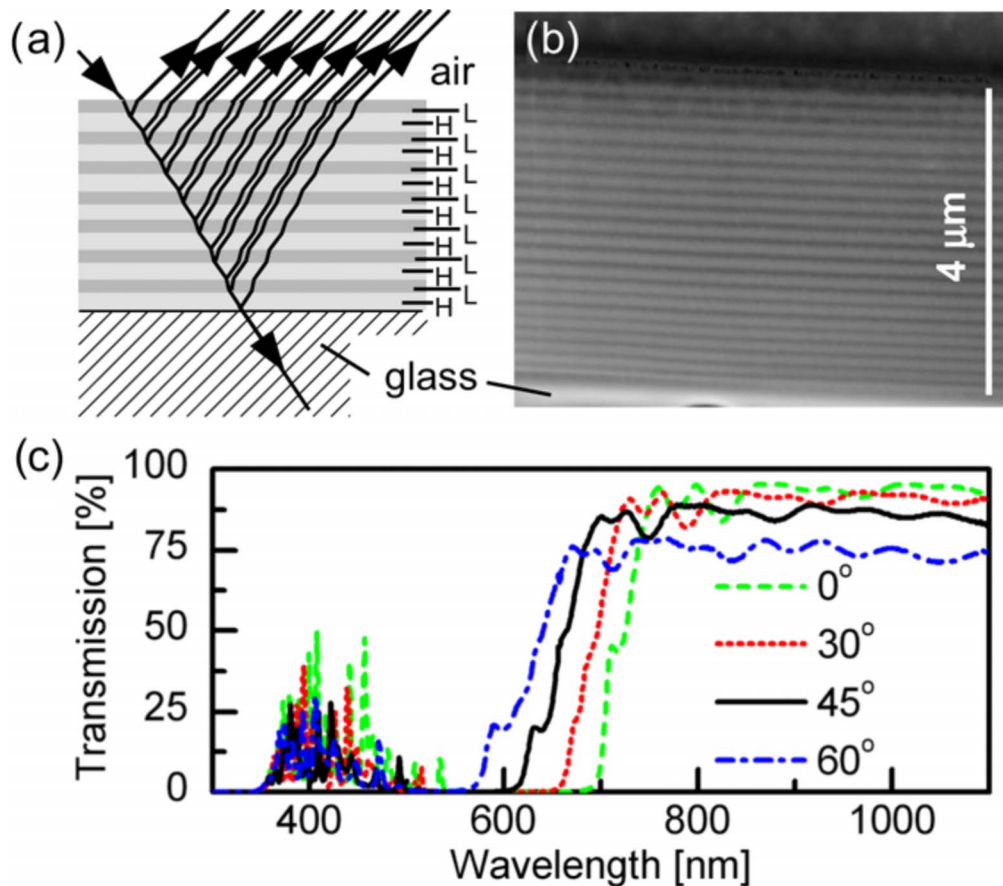 (a)
air
L
H
L
H
L
H
L
H
L
H
L
H
L
H
glass
(b)
4 μm
(c)
Transmission [%]
100
75
50
25
0
400
600
800
1000
Wavelength [nm]
0°
30°
45°
60°